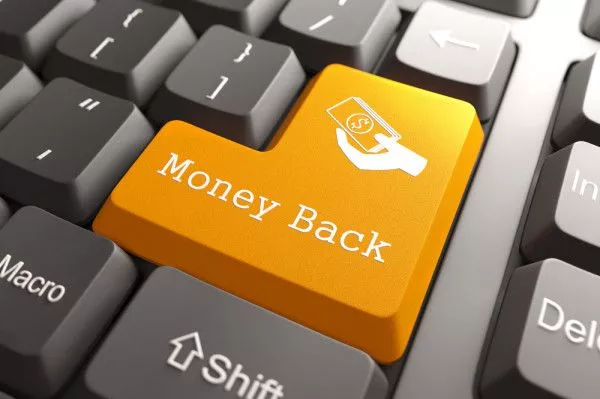 {
[
}
]
"
'
$
Money Back
In
Macro
Shift
Dele